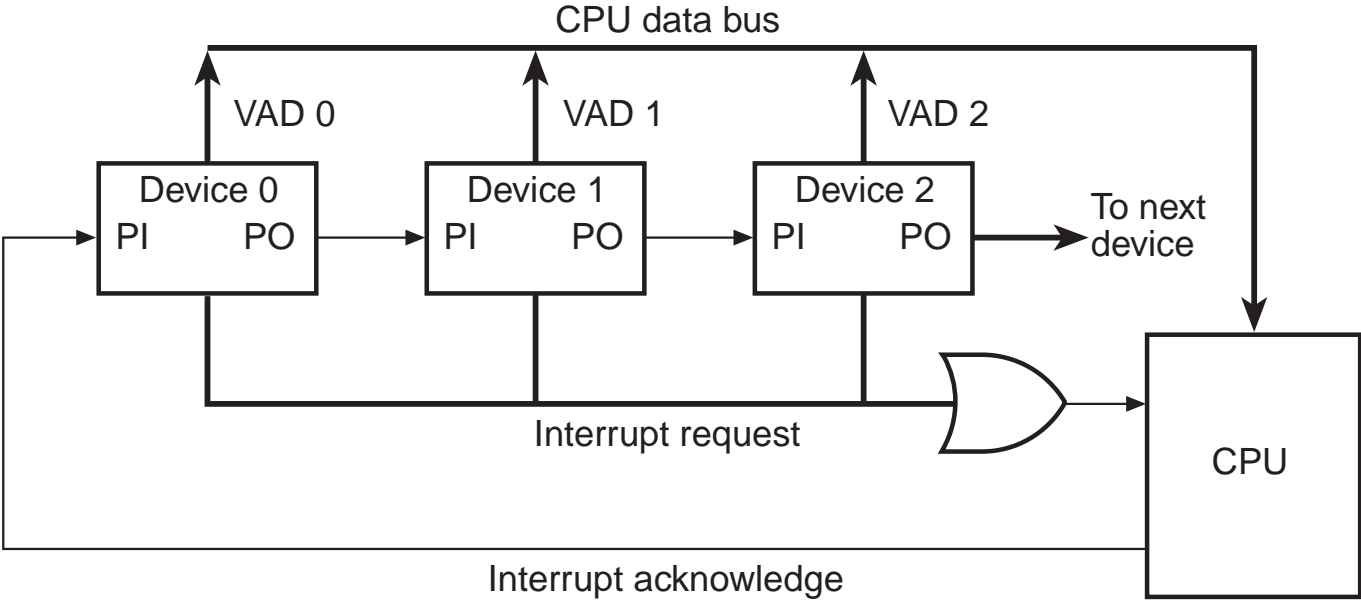 CPU data bus
VAD 0
VAD 1
VAD 2
Device 0
PI
PO
Device 1
PI
PO
Device 2
PI
PO
To next
device
Interrupt request
CPU
Interrupt acknowledge